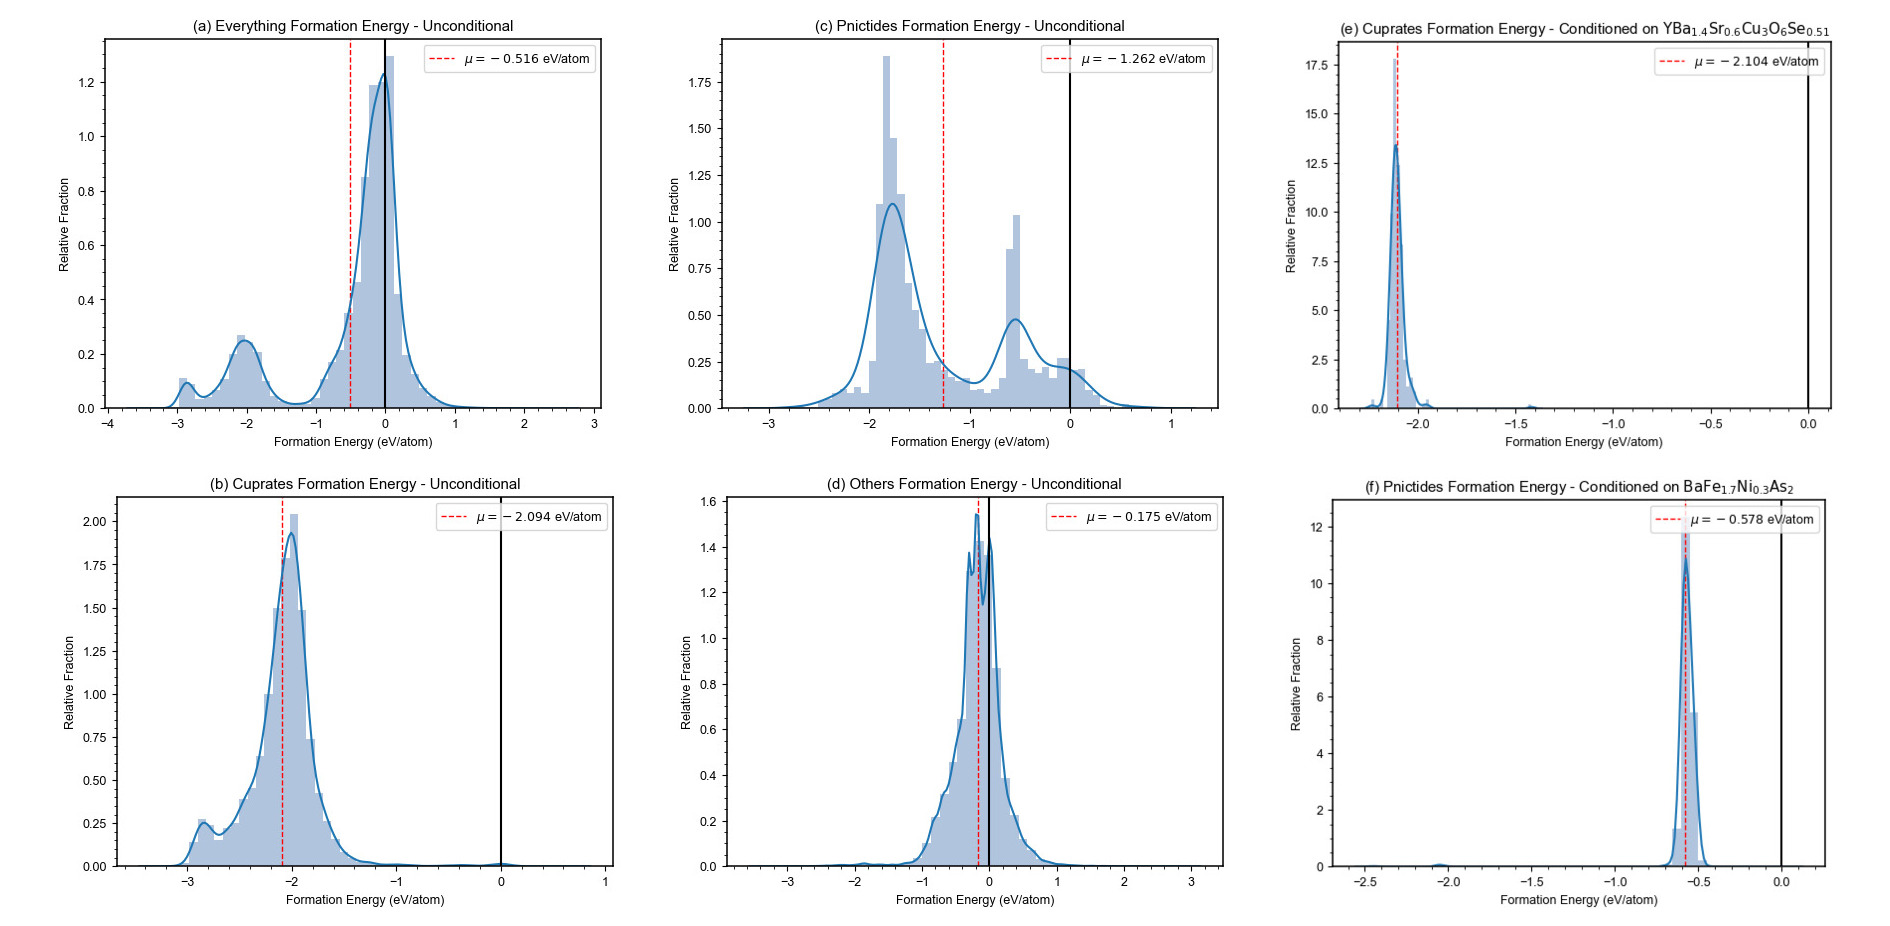 (a) Everything Formation Energy - Unconditional
μ = −0.516 eV/atom
Relative Fraction
1.2
1.0
0.8
0.6
0.4
0.2
0.0
−4 −3 −2 −1 0 1 2 3
Formation Energy (eV/atom)
(c) Pnictides Formation Energy - Unconditional
μ = −1.262 eV/atom
Relative Fraction
1.75
1.50
1.25
1.00
0.75
0.50
0.25
0.00
−3 −2 −1 0 1
Formation Energy (eV/atom)
(e) Cuprates Formation Energy - Conditioned on YBa₁.₄Sr₀.₆Cu₃O₆Se₀.₅₁
μ = −2.104 eV/atom
Relative Fraction
17.5
15.0
12.5
10.0
7.5
5.0
2.5
0.0
−2.0 −1.5 −1.0 −0.5 0.0
Formation Energy (eV/atom)
(b) Cuprates Formation Energy - Unconditional
μ = −2.094 eV/atom
Relative Fraction
2.00
1.75
1.50
1.25
1.00
0.75
0.50
0.25
0.00
−3 −2 −1 0 1
Formation Energy (eV/atom)
(d) Others Formation Energy - Unconditional
μ = −0.175 eV/atom
Relative Fraction
1.6
1.4
1.2
1.0
0.8
0.6
0.4
0.2
0.0
−3 −2 −1 0 1 2 3
Formation Energy (eV/atom)
(f) Pnictides Formation Energy - Conditioned on BaFe₁.₇Ni₀.₃As₂
μ = −0.578 eV/atom
Relative Fraction
12
10
8
6
4
2
0
−2.5 −2.0 −1.5 −1.0 −0.5 0.0
Formation Energy (eV/atom)